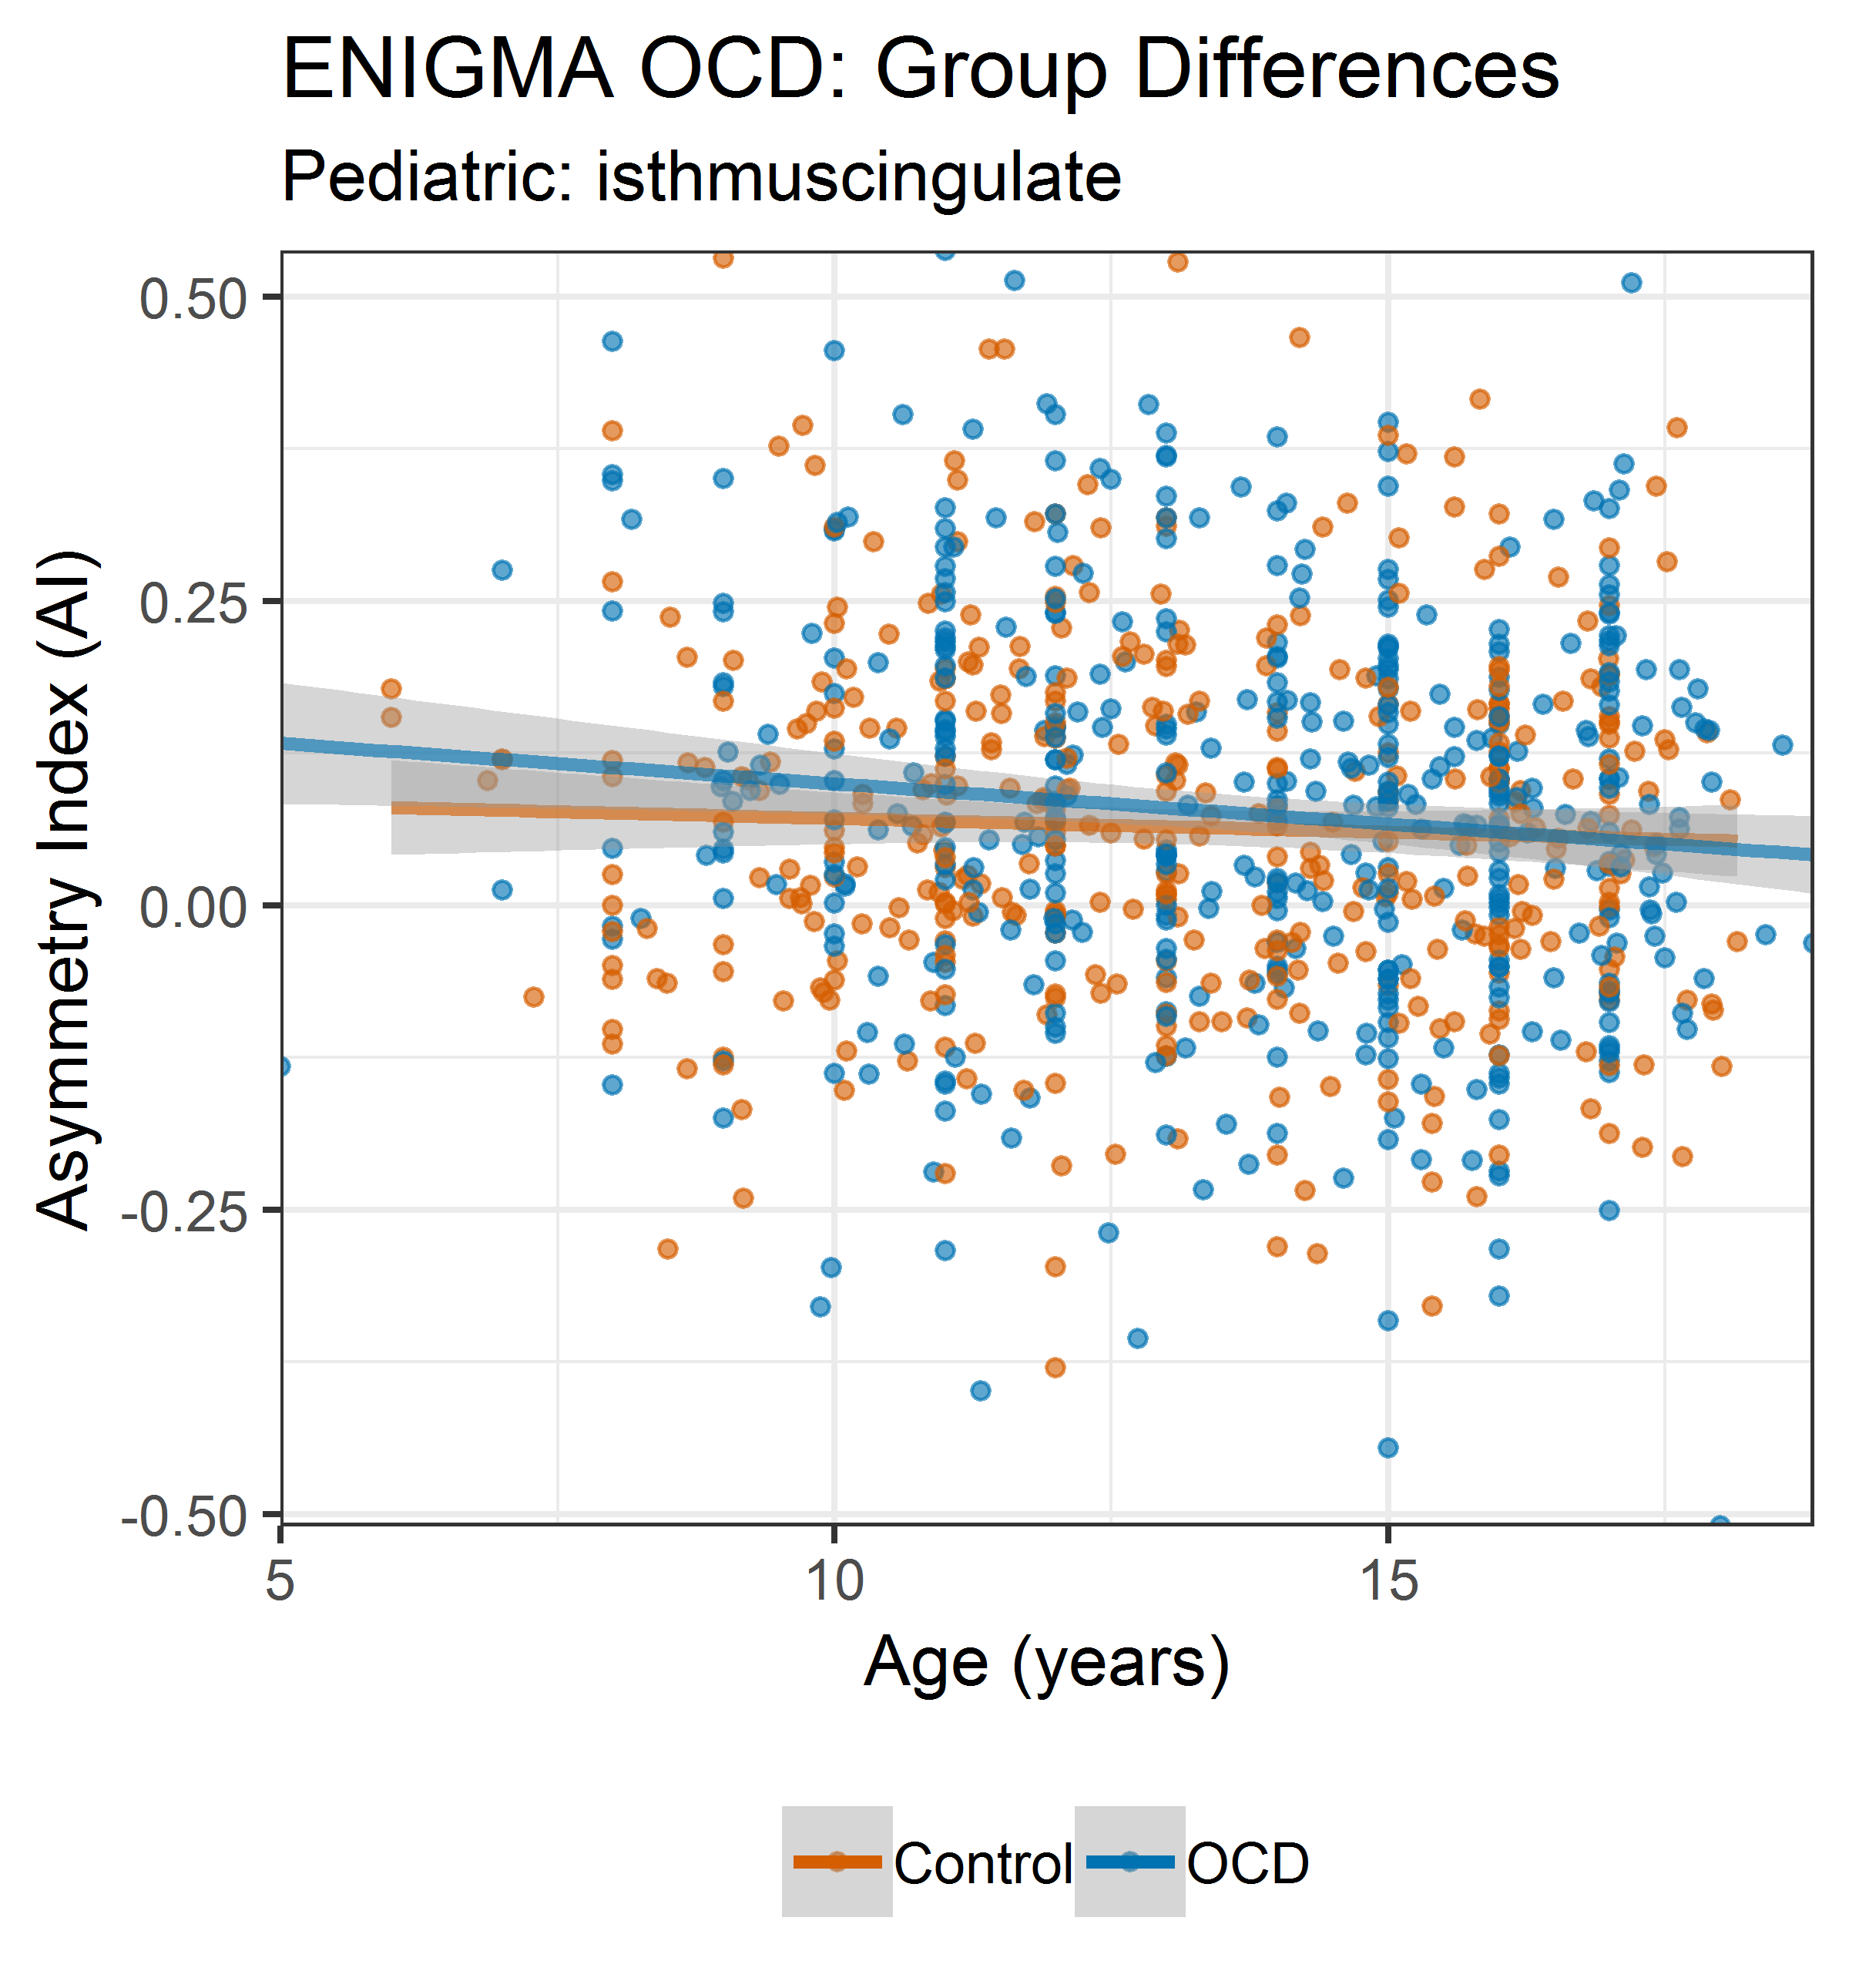 ENIGMA OCD: Group Differences
Pediatric: isthmuscingulate
0.50
0.25
0.00
-0.25
-0.50
Asymmetry Index (AI)
5 10 15
Age (years)
Control OCD